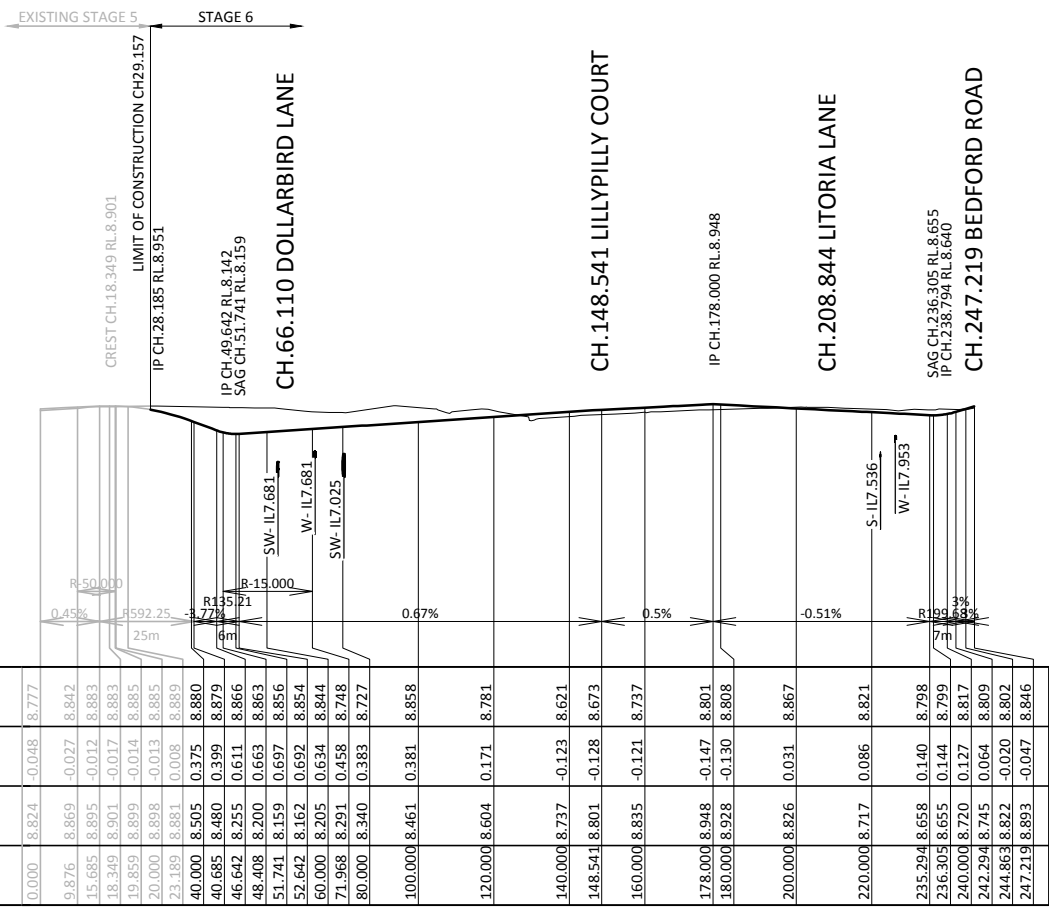 EXISTING STAGE 5
STAGE 6
CREST CH.18.349 RL.8.901
LIMIT OF CONSTRUCTION CH29.157
IP CH.28.185 RL.8.951
IP CH.49.642 RL.8.142
SAG CH.51.741 RL.8.159
CH.66.110 DOLLARBIRD LANE
CH.148.541 LILLYPILLY COURT
IP CH.178.000 RL.8.948
CH.208.844 LITORIA LANE
SAG CH.236.305 RL.8.655
IP CH.238.794 RL.8.640
CH.247.219 BEDFORD ROAD
SW- IL7.681
W- IL7.681
SW- IL7.025
S- IL7.536
W- IL7.953
R-50.000
R-15.000
0.45%
R592.25
25m
-3.77%
R135.21
6m
0.67%
0.5%
-0.51%
R199.68
7m
3%
8.777 8.842 8.883 8.883 8.885 8.885 8.889 8.880 8.879 8.866 8.863 8.856 8.854 8.844 8.748 8.727 8.858 8.781 8.621 8.673 8.737 8.801 8.808 8.867 8.821 8.798 8.799 8.817 8.809 8.802 8.846
-0.048 -0.027 -0.012 -0.017 -0.014 -0.013 0.008 0.375 0.399 0.611 0.663 0.697 0.692 0.634 0.458 0.383 0.381 0.171 -0.123 -0.128 -0.121 -0.147 -0.130 0.031 0.086 0.140 0.144 0.127 0.064 -0.020 -0.047
8.824 8.869 8.895 8.901 8.899 8.898 8.881 8.505 8.480 8.255 8.200 8.159 8.162 8.205 8.291 8.340 8.461 8.604 8.737 8.801 8.835 8.948 8.928 8.826 8.717 8.658 8.655 8.720 8.745 8.822 8.893
0.000 9.876 15.685 18.349 19.859 20.000 23.189 40.000 40.685 46.642 48.408 51.741 52.642 60.000 71.968 80.000 100.000 120.000 140.000 148.541 160.000 178.000 180.000 200.000 220.000 235.294 236.305 240.000 242.294 244.863 247.219